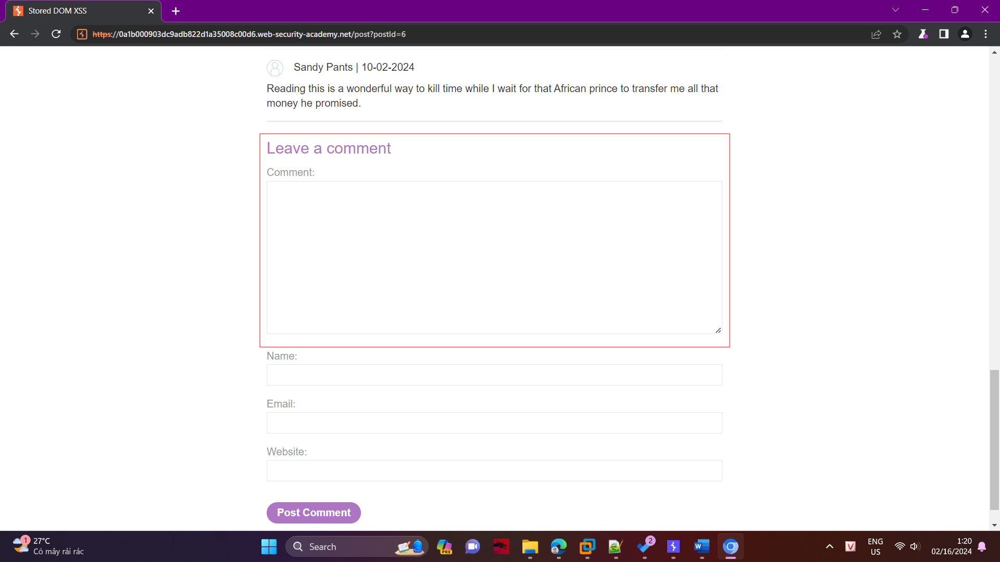 Stored DOM XSS
https://0a1b000903dc9adb822d1a35008c00d6.web-security-academy.net/post?postId=6
Sandy Pants | 10-02-2024
Reading this is a wonderful way to kill time while I wait for that African prince to transfer me all that
money he promised.
Leave a comment
Comment:
Name:
Email:
Website:
Post Comment
1
27°C
Có mây rải rác
Search
PRE
2
W
V
ENG
US
1:20
02/16/2024